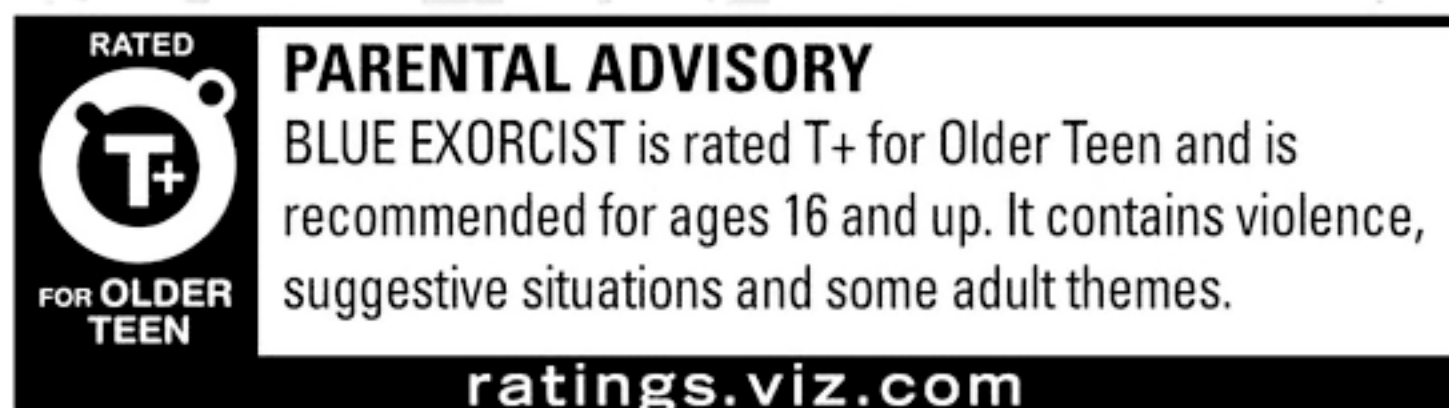 RATED
T+
FOR OLDER
TEEN
PARENTAL ADVISORY
BLUE EXORCIST is rated T+ for Older Teen and is
recommended for ages 16 and up. It contains violence,
suggestive situations and some adult themes.
ratings.viz.com